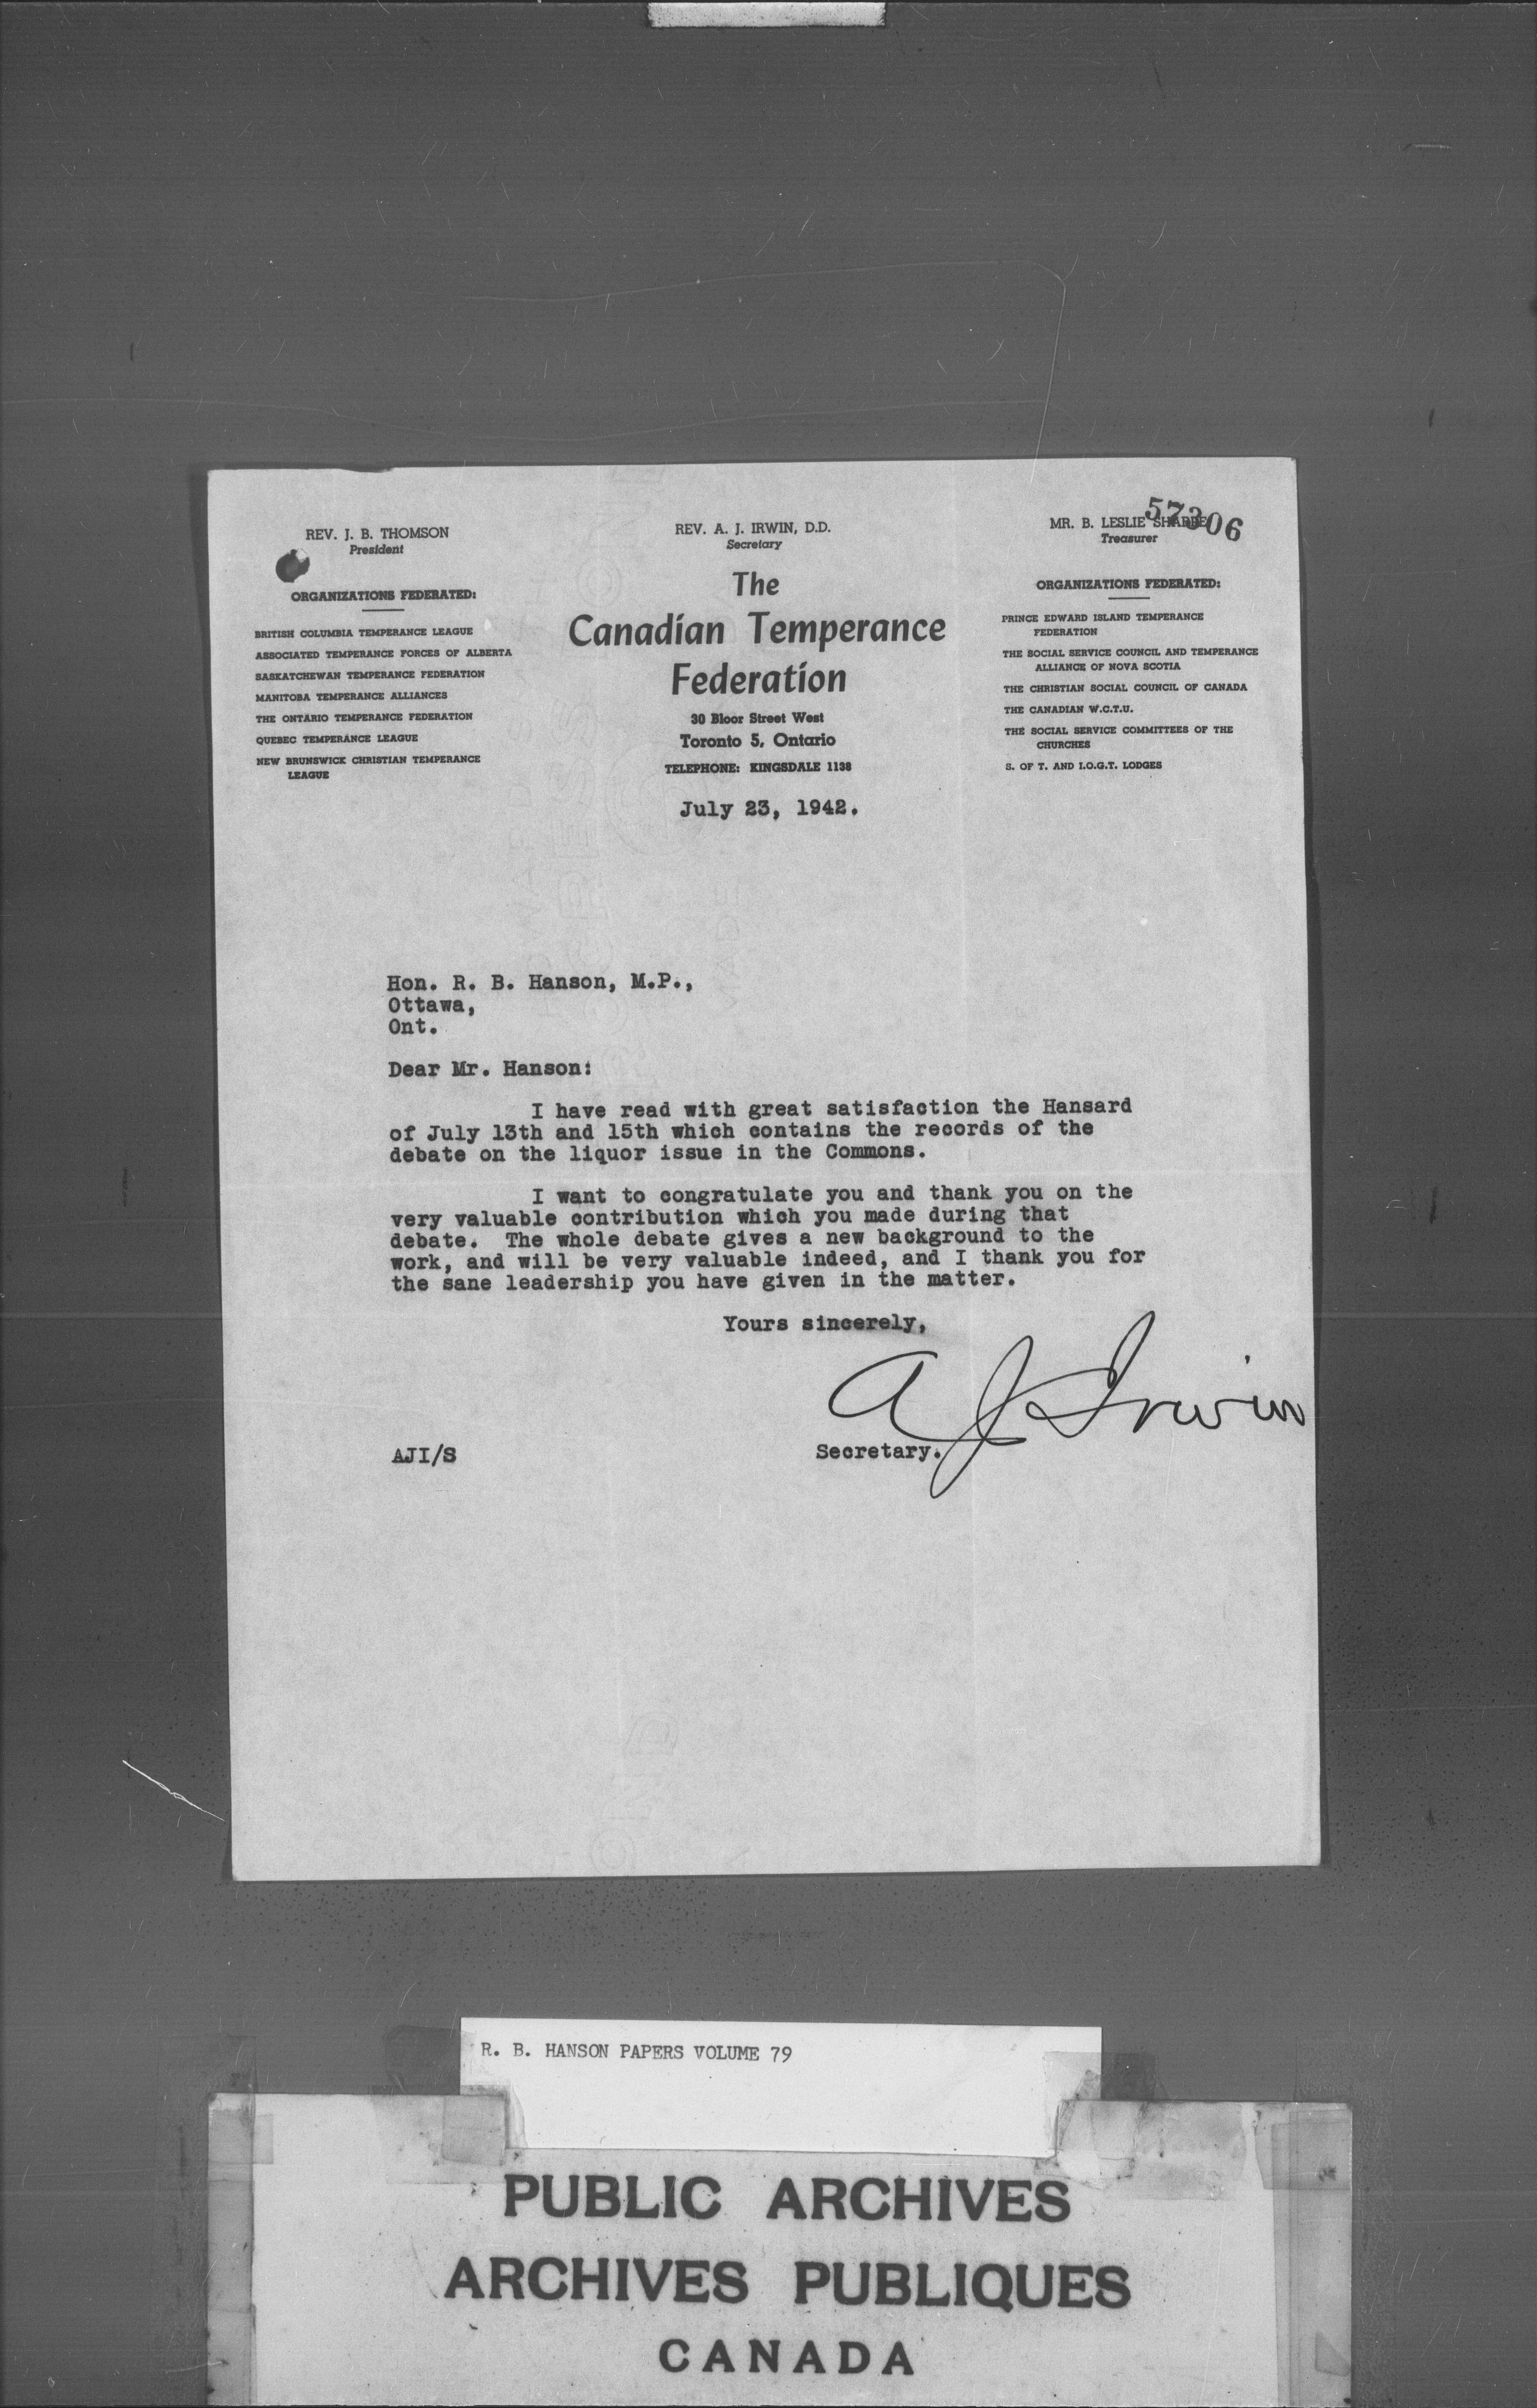 57306
REV. J. B. THOMSON
President
REV. A. J. IRWIN, D.D.
Secretary
MR. B. LESLIE
Treasurer
ORGANIZATIONS FEDERATED:
BRITISH COLUMBIA TEMPERANCE LEAGUE
ASSOCIATED TEMPERANCE FORCES OF ALBERTA
SASKATCHEWAN TEMPERANCE FEDERATION
MANITOBA TEMPERANCE ALLIANCES
THE ONTARIO TEMPERANCE FEDERATION
QUEBEC TEMPERANCE LEAGUE
NEW BRUNSWICK CHRISTIAN TEMPERANCE
LEAGUE
The
Canadian Temperance
Federation
30 Bloor Street West
Toronto 5, Ontario
TELEPHONE: KINGSDALE 1138
ORGANIZATIONS FEDERATED:
PRINCE EDWARD ISLAND TEMPERANCE
FEDERATION
THE SOCIAL SERVICE COUNCIL AND TEMPERANCE
ALLIANCE OF NOVA SCOTIA
THE CHRISTIAN SOCIAL COUNCIL OF CANADA
THE CANADIAN W.C.T.U.
THE SOCIAL SERVICE COMMITTEES OF THE
CHURCHES
S. OF T. AND I.O.G.T. LODGES
July 23, 1942.
Hon. R. B. Hanson, M.P.,
Ottawa,
Ont.
Dear Mr. Hanson:
I have read with great satisfaction the Hansard
of July 13th and 15th which contains the records of the
debate on the liquor issue in the Commons.
I want to congratulate you and thank you on the
very valuable contribution which you made during that
debate. The whole debate gives a new background to the
work, and will be very valuable indeed, and I thank you for
the sane leadership you have given in the matter.
Yours sincerely,
A J Irwin
Secretary.
AJI/S
R. B. HANSON PAPERS VOLUME 79
PUBLIC ARCHIVES
ARCHIVES PUBLIQUES
CANADA